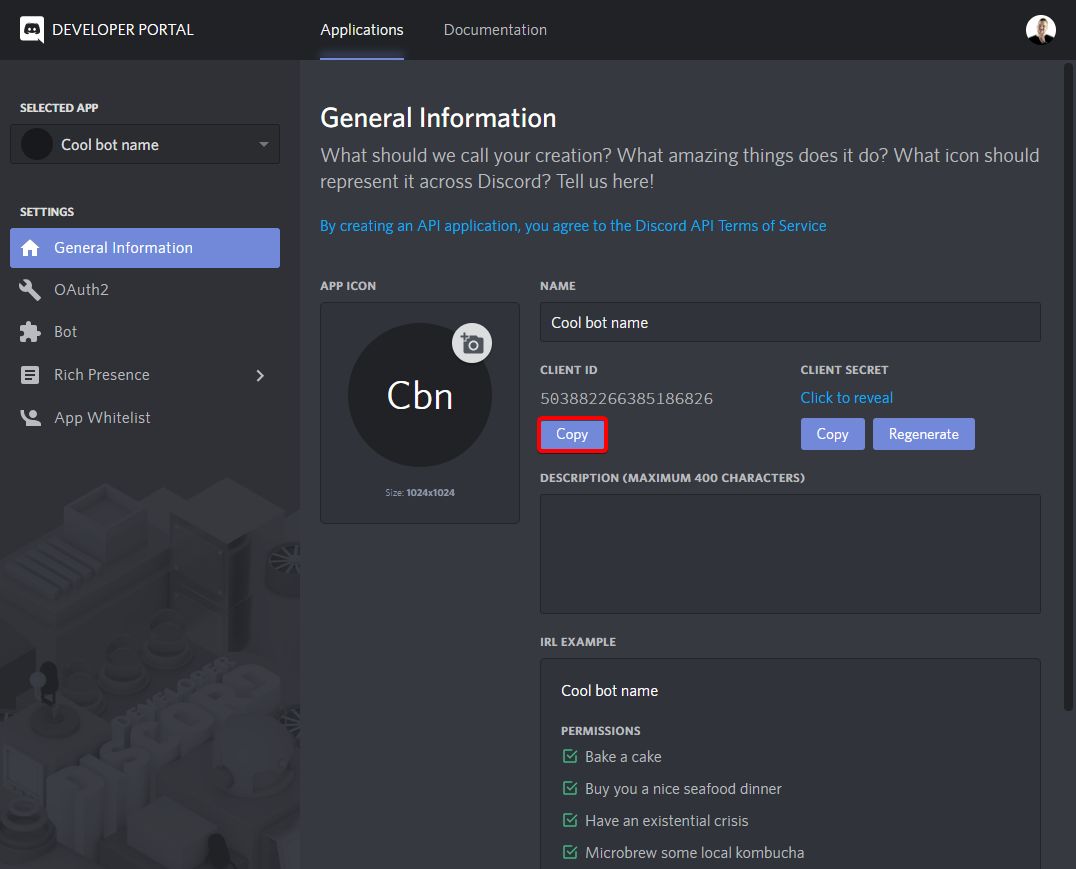 DEVELOPER PORTAL
Applications
Documentation
SELECTED APP
Cool bot name
SETTINGS
General Information
OAuth2
Bot
Rich Presence
App Whitelist
General Information
What should we call your creation? What amazing things does it do? What icon should
represent it across Discord? Tell us here!
By creating an API application, you agree to the Discord API Terms of Service
APP ICON
Cbn
Size: 1024x1024
NAME
Cool bot name
CLIENT ID
503882266385186826
Copy
CLIENT SECRET
Click to reveal
Copy
Regenerate
DESCRIPTION (MAXIMUM 400 CHARACTERS)
IRL EXAMPLE
Cool bot name
PERMISSIONS
Bake a cake
Buy you a nice seafood dinner
Have an existential crisis
Microbrew some local kombucha
DEVELOPER
DISCORD